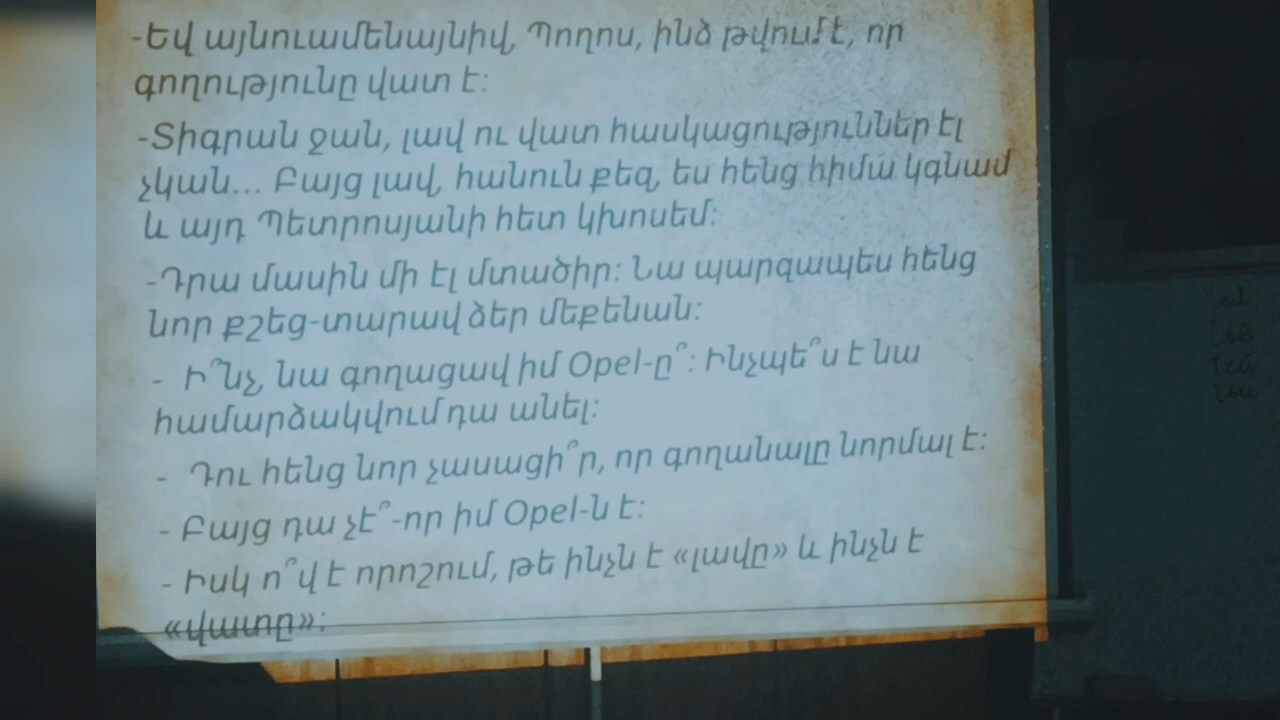 -Եվ այնուամենայնիվ, Պողոս, ինձ թվում է, որ
գողությունը վատ է:
-Տիգրան ջան, լավ ու վատ հասկացություններ էլ
չկան... Բայց լավ, հանուն քեզ, ես հենց հիմա կգնամ
և այդ Պետրոսյանի հետ կխոսեմ:
-Դրա մասին մի էլ մտածիր: Նա պարզապես հենց
նոր քշեց-տարավ ձեր մեքենան:
- Ի՞նչ, նա գողացավ իմ Opel-ը՞: Ինչպե՞ս է նա
համարձակվում դա անել:
- Դու հենց նոր չասացի՞ր, որ գողանալը նորմալ է:
- Բայց դա չէ՞-որ իմ Opel-ն է:
- Իսկ ո՞վ է որոշում, թե ինչն է «լավը» և ինչն է
«վատը»: